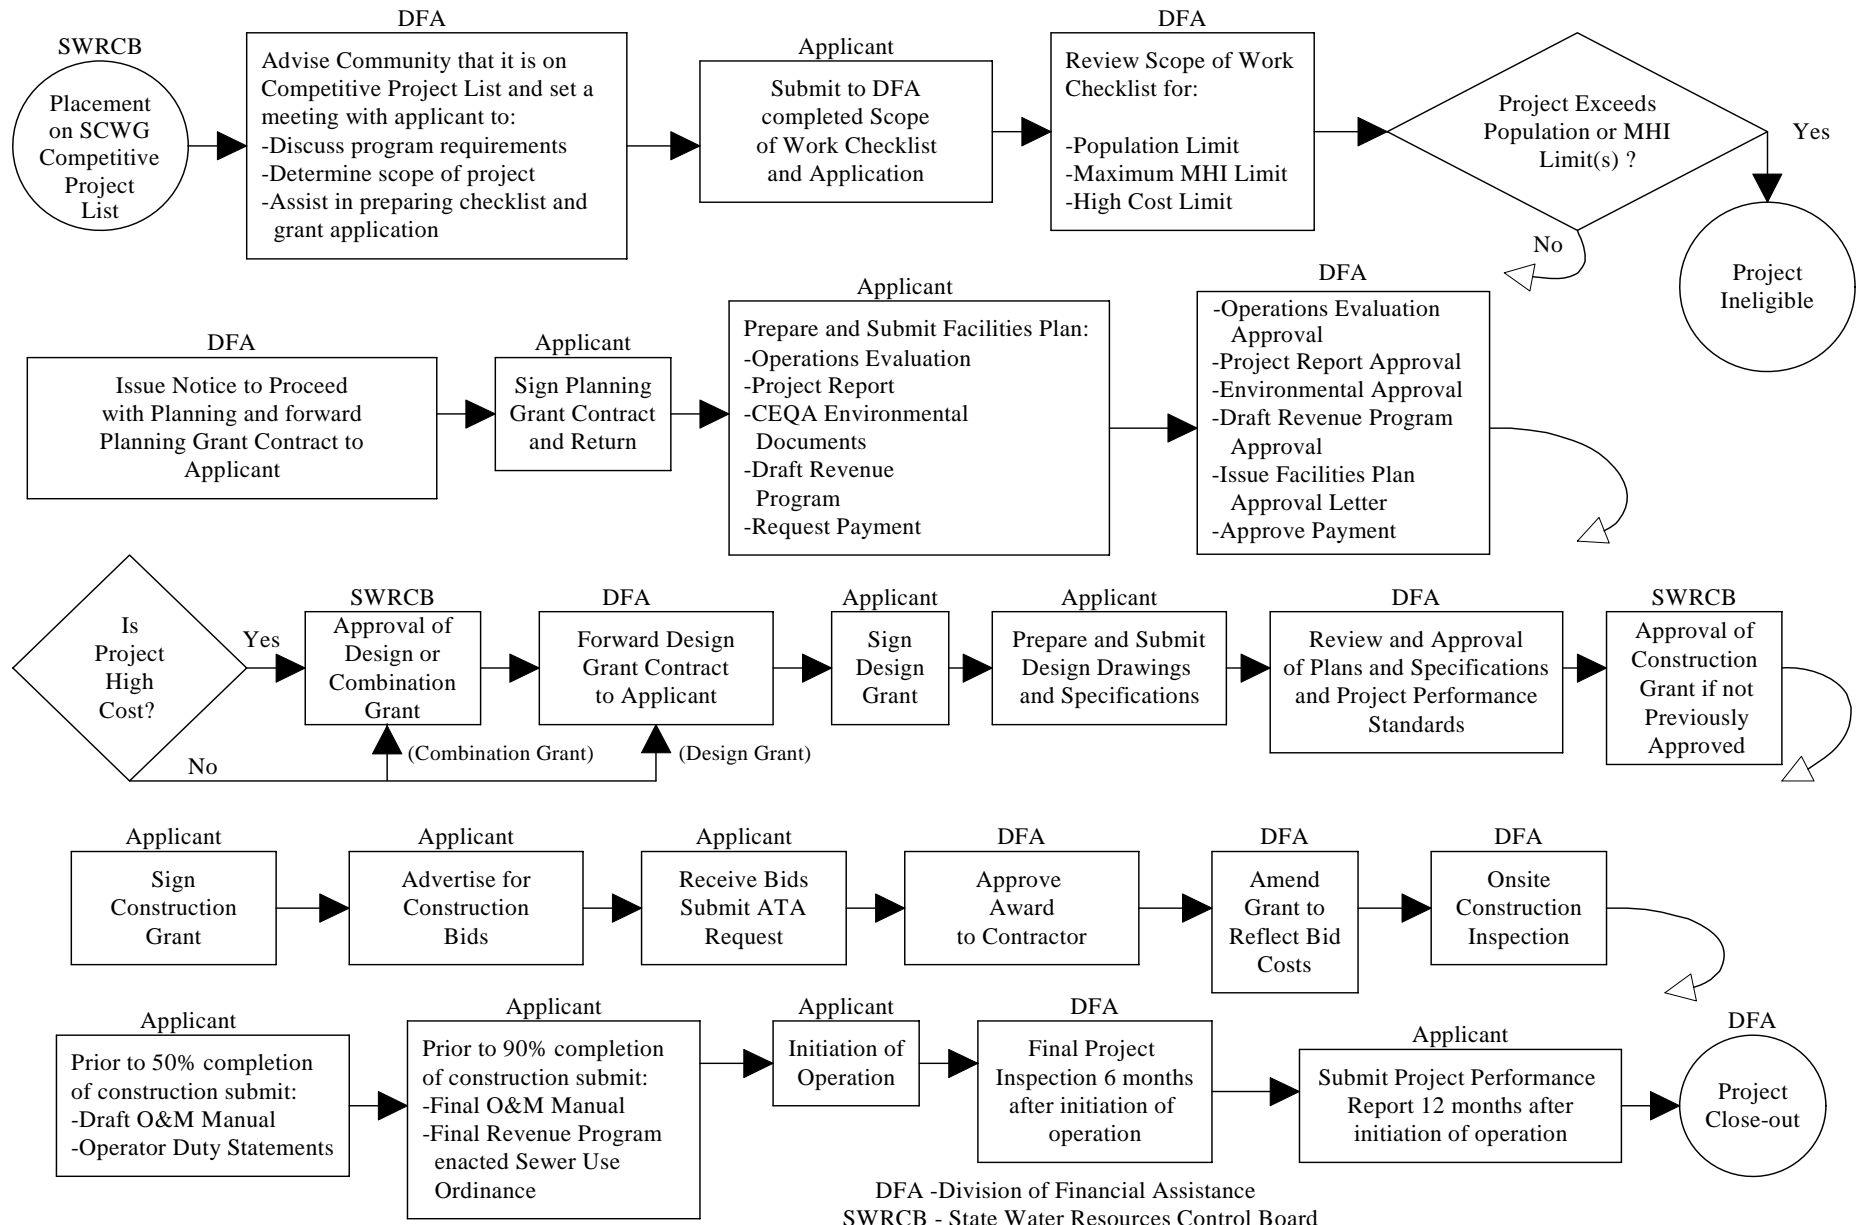 SWRCB
Placement
on SCWG
Competitive
Project
List
DFA
Advise Community that it is on
Competitive Project List and set a
meeting with applicant to:
-Discuss program requirements
-Determine scope of project
-Assist in preparing checklist and
grant application
Applicant
Submit to DFA
completed Scope
of Work Checklist
and Application
DFA
Review Scope of Work
Checklist for:
-Population Limit
-Maximum MHI Limit
-High Cost Limit
Project Exceeds
Population or MHI
Limit(s) ?
Yes
No
Project
Ineligible
DFA
Issue Notice to Proceed
with Planning and forward
Planning Grant Contract to
Applicant
Applicant
Sign Planning
Grant Contract
and Return
Applicant
Prepare and Submit Facilities Plan:
-Operations Evaluation
-Project Report
-CEQA Environmental
Documents
-Draft Revenue
Program
-Request Payment
DFA
-Operations Evaluation
Approval
-Project Report Approval
-Environmental Approval
-Draft Revenue Program
Approval
-Issue Facilities Plan
Approval Letter
-Approve Payment
Is
Project
High
Cost?
Yes
No
SWRCB
Approval of
Design or
Combination
Grant
(Combination Grant)
DFA
Forward Design
Grant Contract
to Applicant
(Design Grant)
Applicant
Sign
Design
Grant
Applicant
Prepare and Submit
Design Drawings
and Specifications
DFA
Review and Approval
of Plans and Specifications
and Project Performance
Standards
SWRCB
Approval of
Construction
Grant if not
Previously
Approved
Applicant
Sign
Construction
Grant
Applicant
Advertise for
Construction
Bids
Applicant
Receive Bids
Submit ATA
Request
DFA
Approve
Award
to Contractor
DFA
Amend
Grant to
Reflect Bid
Costs
DFA
Onsite
Construction
Inspection
Applicant
Prior to 50% completion
of construction submit:
-Draft O&M Manual
-Operator Duty Statements
Applicant
Prior to 90% completion
of construction submit:
-Final O&M Manual
-Final Revenue Program
enacted Sewer Use
Ordinance
Applicant
Initiation of
Operation
DFA
Final Project
Inspection 6 months
after initiation of
operation
Applicant
Submit Project Performance
Report 12 months after
initiation of operation
DFA
Project
Close-out
DFA -Division of Financial Assistance
SWRCB - State Water Resources Control Board